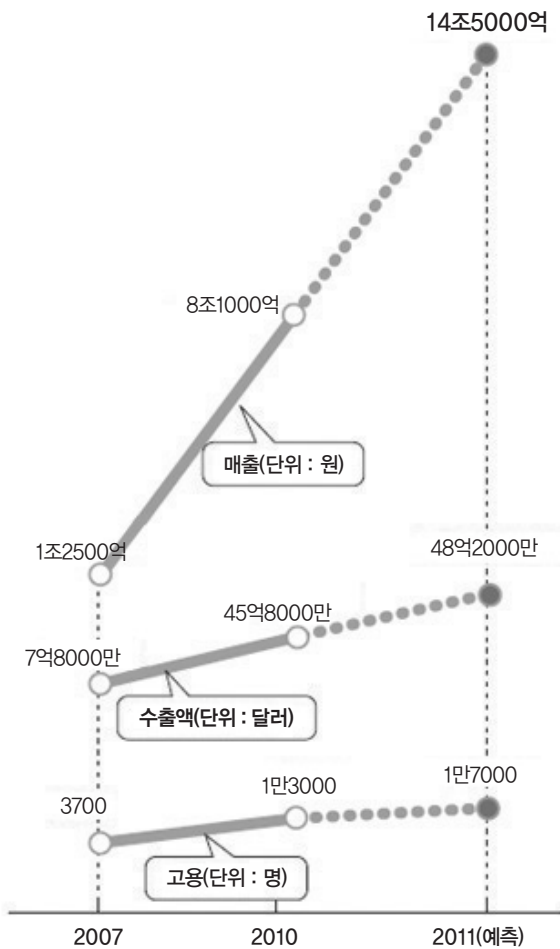 14조5000억
8조1000억
매출(단위 : 원)
1조2500억
48억2000만
45억8000만
7억8000만
수출액(단위 : 달러)
1만7000
1만3000
3700
고용(단위 : 명)
2007
2010
2011(예측)